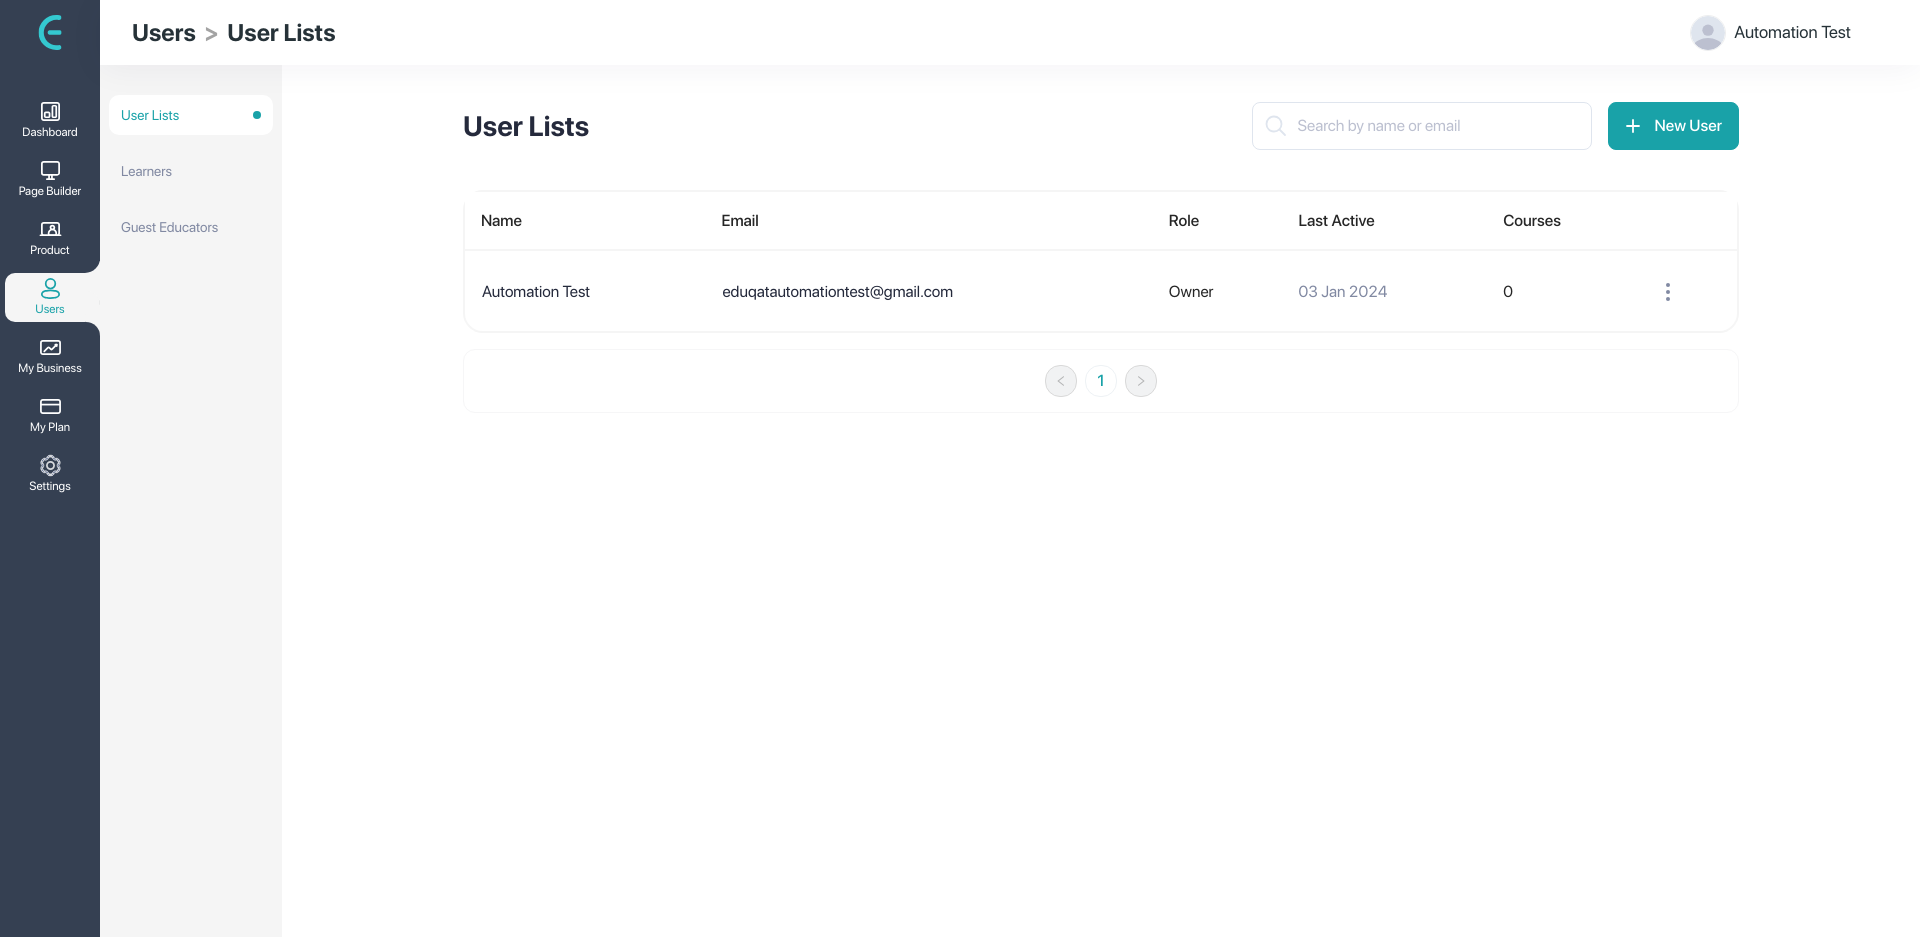 Users > User Lists
Automation Test
Dashboard
Page Builder
Product
Users
My Business
My Plan
Settings
User Lists
Learners
Guest Educators
User Lists
Search by name or email
New User
Name Email Role Last Active Courses
Automation Test eduqatautomationtest@gmail.com Owner 03 Jan 2024 0
< 1 >